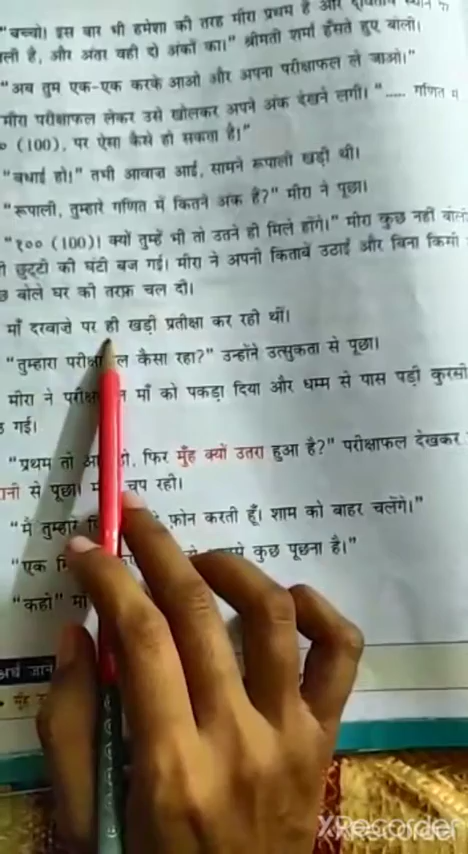 "बच्चो! इस बार भी हमेशा की तरह मीरा प्रथम है और द्वितीय स्थान
ली है, और अंतर वही दो अंकों का।" श्रीमती शर्मा हँसते हुए बोलीं।
"अब तुम एक-एक करके आओ और अपना परीक्षाफल ले जाओ।"
मीरा परीक्षाफल लेकर उसे खोलकर अपने अंक देखने लगी। "..... गणित में
० (100), पर ऐसा कैसे हो सकता है।"
"बधाई हो।" तभी आवाज़ आई, सामने रूपाली खड़ी थी।
"रूपाली, तुम्हारे गणित में कितने अंक हैं?" मीरा ने पूछा।
"१०० (100)। क्यों तुम्हें भी तो उतने ही मिले होंगे।" मीरा कुछ नहीं बोली
छुट्टी की घंटी बज गई। मीरा ने अपनी किताबें उठाईं और बिना किसी
छ बोले घर की तरफ़ चल दी।
माँ दरवाजे पर ही खड़ी प्रतीक्षा कर रही थीं।
"तुम्हारा परीक्षा ल कैसा रहा?" उन्होंने उत्सुकता से पूछा।
मीरा ने परीक्ष माँ को पकड़ा दिया और धम्म से पास पड़ी कुरसी
ठ गई।
"प्रथम तो आ हो, फिर मुँह क्यों उतरा हुआ है?" परीक्षाफल देखकर
ानी से पूछा। चुप रही।
"मैं तुम्हारे फ़ोन करती हूँ। शाम को बाहर चलेंगे।"
"एक मि कुछ पूछना है।"
"कहो" माँ
अर्थ जान
मुँह उ
XRecorder